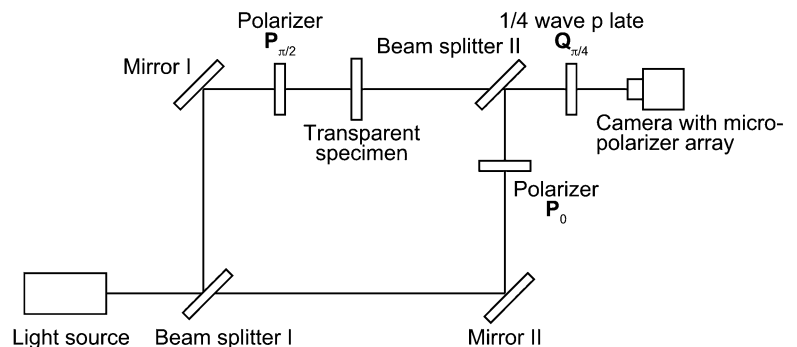 Polarizer
P π/2
Mirror I
Beam splitter II
1/4 wave p late
Q π/4
Transparent
specimen
Camera with micro-
polarizer array
Polarizer
P 0
Light source
Beam splitter I
Mirror II